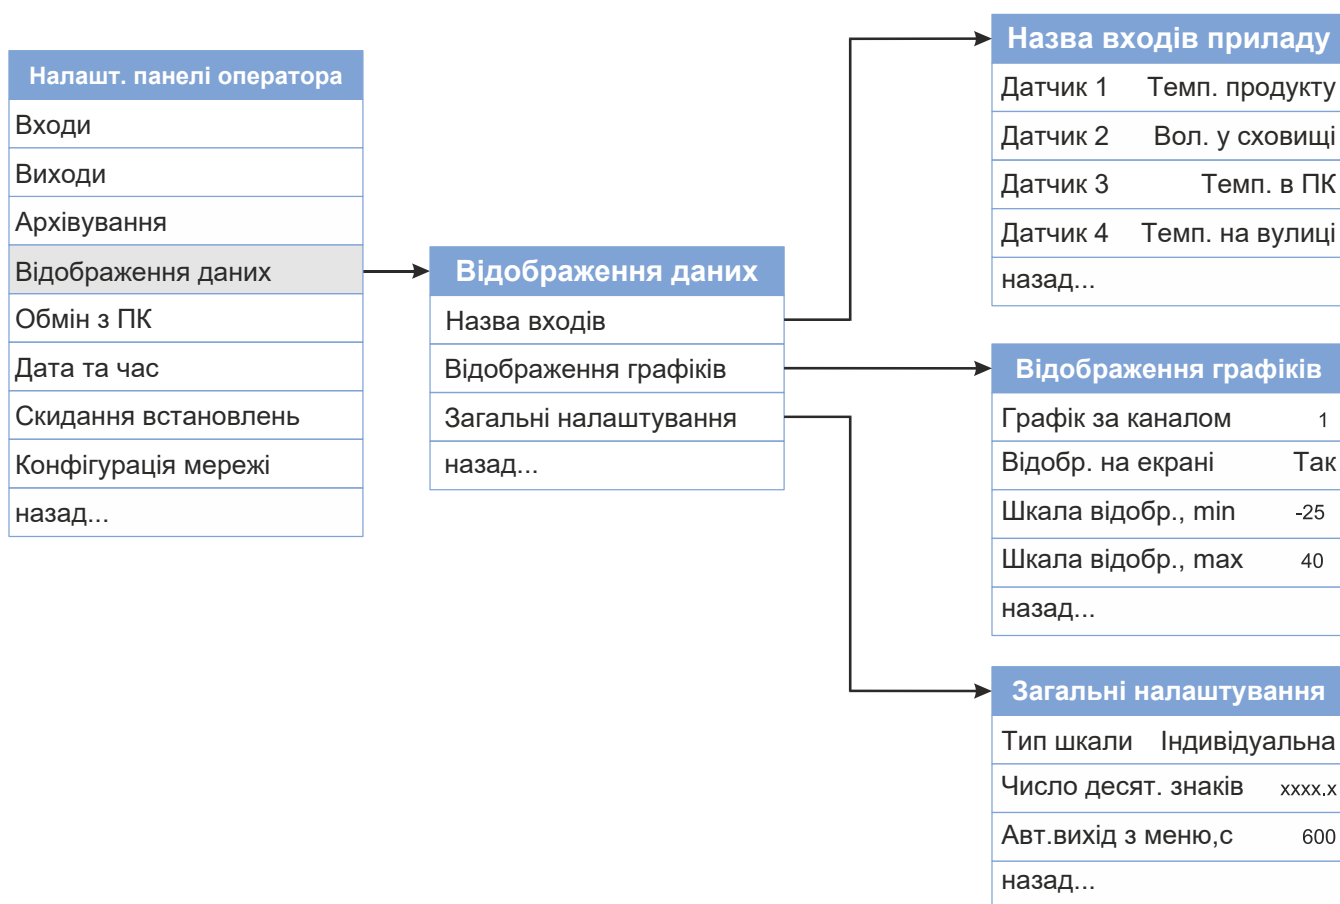 Налашт. панелі оператора
Входи
Виходи
Архівування
Відображення даних
Обмін з ПК
Дата та час
Скидання встановлень
Конфігурація мережі
назад...
Відображення даних
Назва входів
Відображення графіків
Загальні налаштування
назад...
Назва входів приладу
Датчик 1 Темп. продукту
Датчик 2 Вол. у сховищі
Датчик 3 Темп. в ПК
Датчик 4 Темп. на вулиці
назад...
Відображення графіків
Графік за каналом 1
Відобр. на екрані Так
Шкала відобр., min -25
Шкала відобр., max 40
назад...
Загальні налаштування
Тип шкали Індивідуальна
Число десят. знаків xxxx.x
Авт.вихід з меню,с 600
назад...